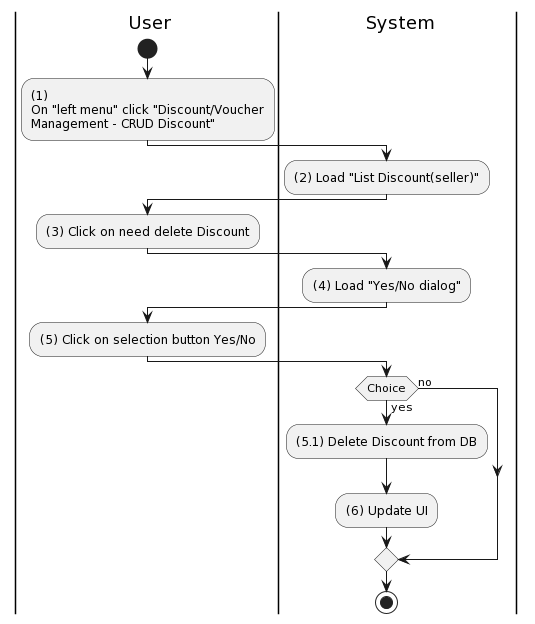 User
System
(1)
On "left menu" click "Discount/Voucher
Management - CRUD Discount"
(2) Load "List Discount(seller)"
(3) Click on need delete Discount
(4) Load "Yes/No dialog"
(5) Click on selection button Yes/No
Choice
no
yes
(5.1) Delete Discount from DB
(6) Update UI